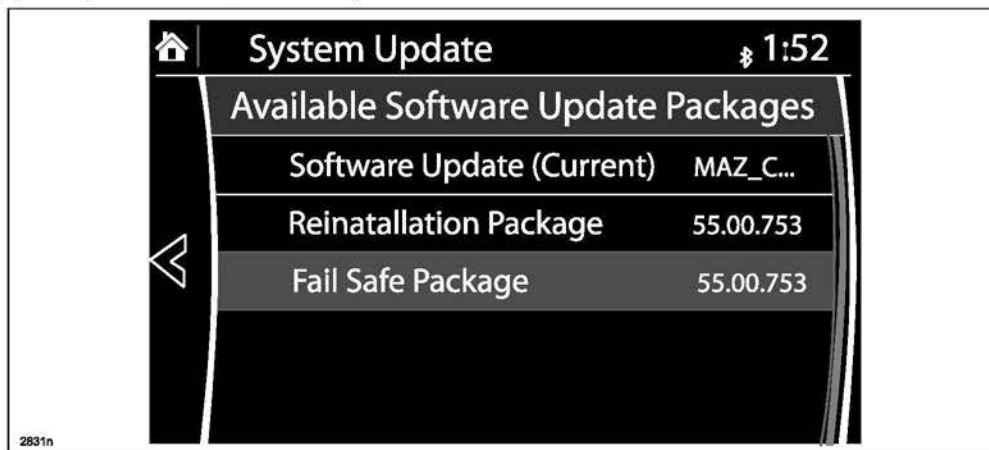 System Update 1:52
Available Software Update Packages
Software Update (Current) MAZ_C...
Reinatallation Package 55.00.753
Fail Safe Package 55.00.753
2831n